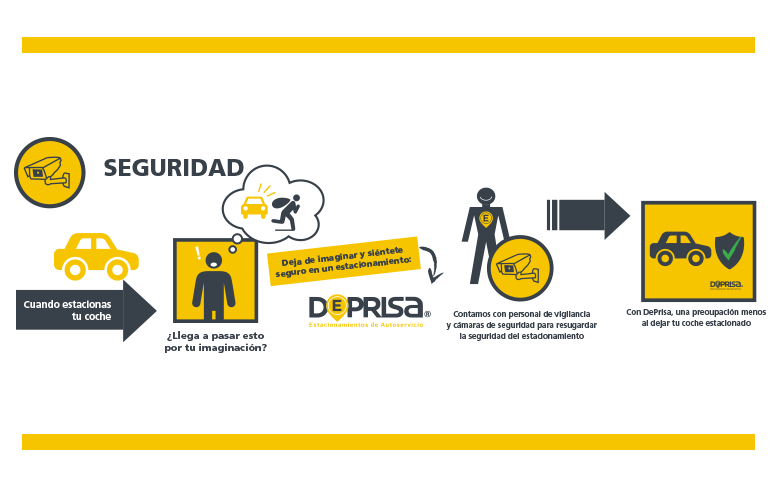 SEGURIDAD
Cuando estacionas
tu coche
!
¿Llega a pasar esto
por tu imaginación?
Deja de imaginar y siéntete
seguro en un estacionamiento:
DEPRISA®
Estacionamientos de Autoservicio
E
Contamos con personal de vigilancia
y cámaras de seguridad para resugardar
la seguridad del estacionamiento
DEPRISA
Con DePrisa, una preoupación menos
al dejar tu coche estacionado